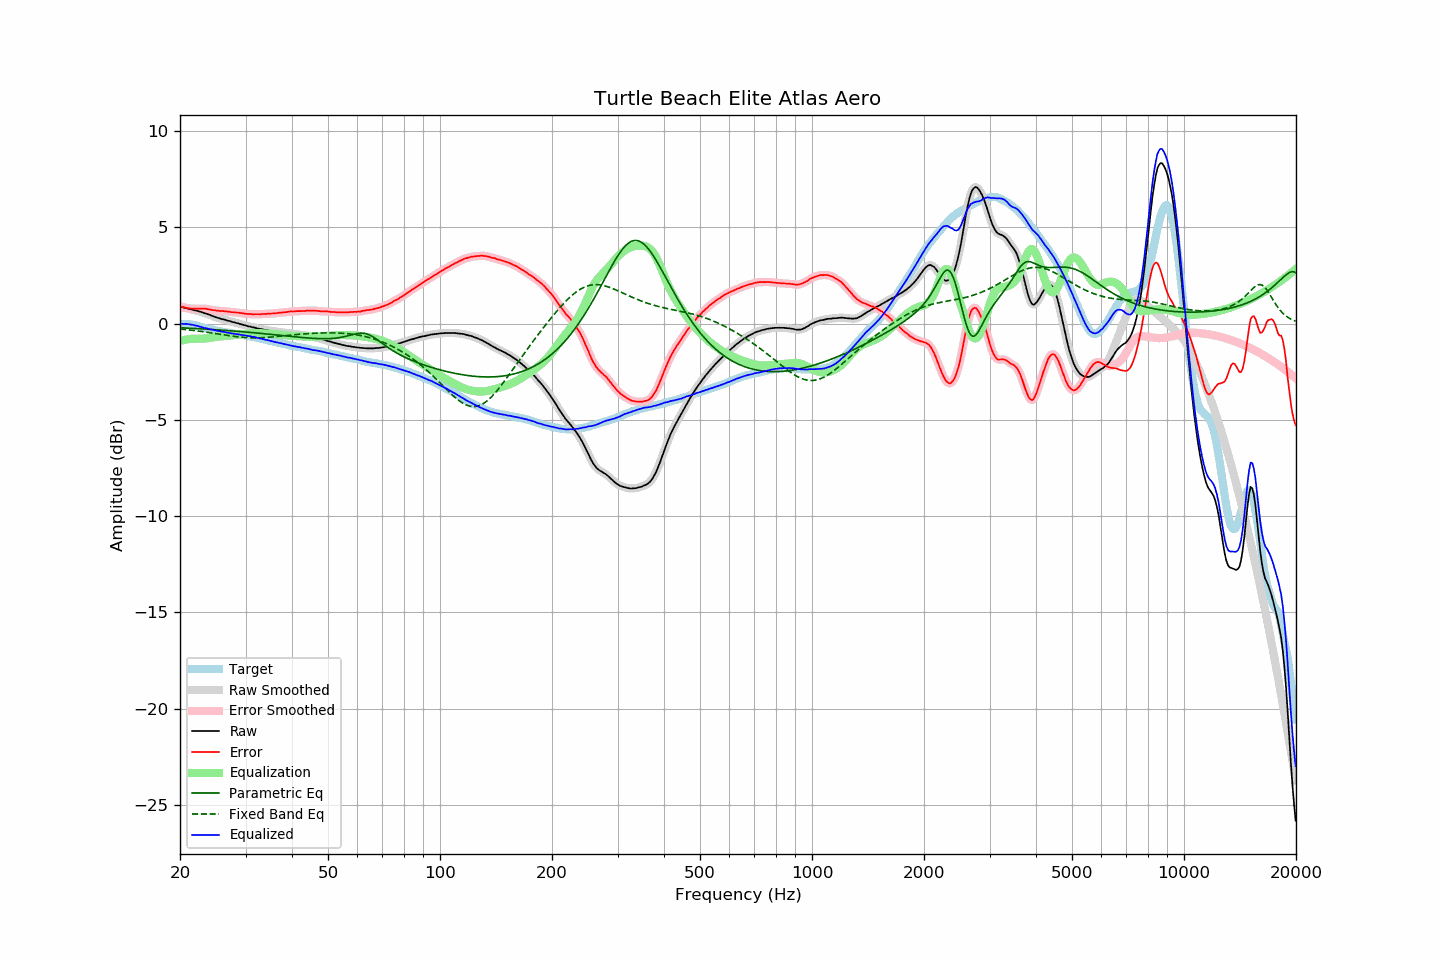 Turtle Beach Elite Atlas Aero
10
5
0
−5
−10
−15
−20
−25
Amplitude (dBr)
Target
Raw Smoothed
Error Smoothed
Raw
Error
Equalization
Parametric Eq
Fixed Band Eq
Equalized
20 50 100 200 500 1000 2000 5000 10000 20000
Frequency (Hz)